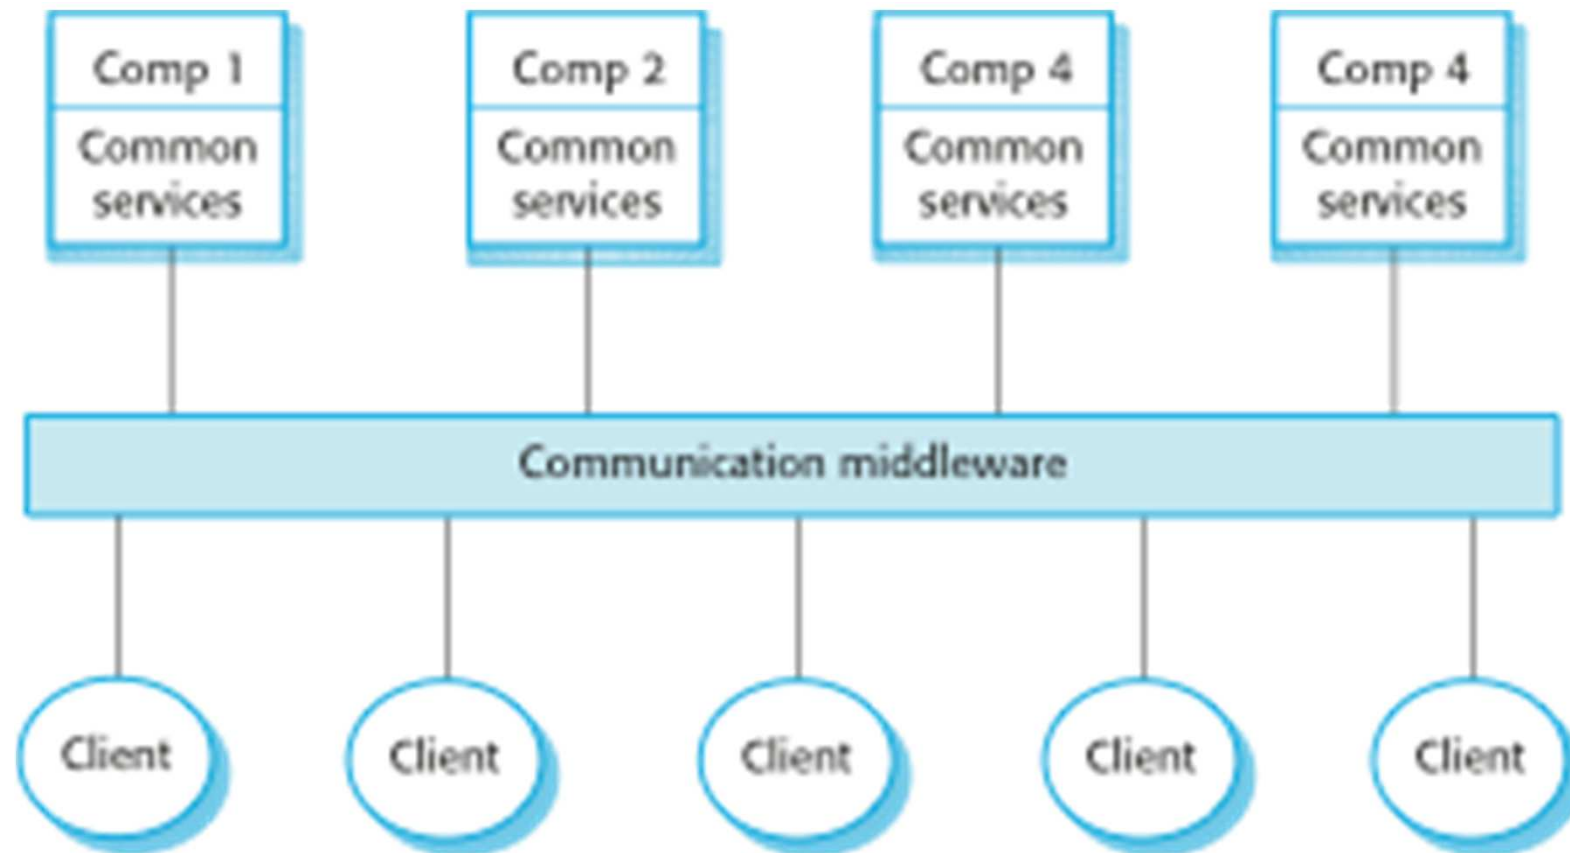 Comp 1
Comp 2
Comp 4
Comp 4
Common
services
Common
services
Common
services
Common
services
Communication middleware
Client
Client
Client
Client
Client